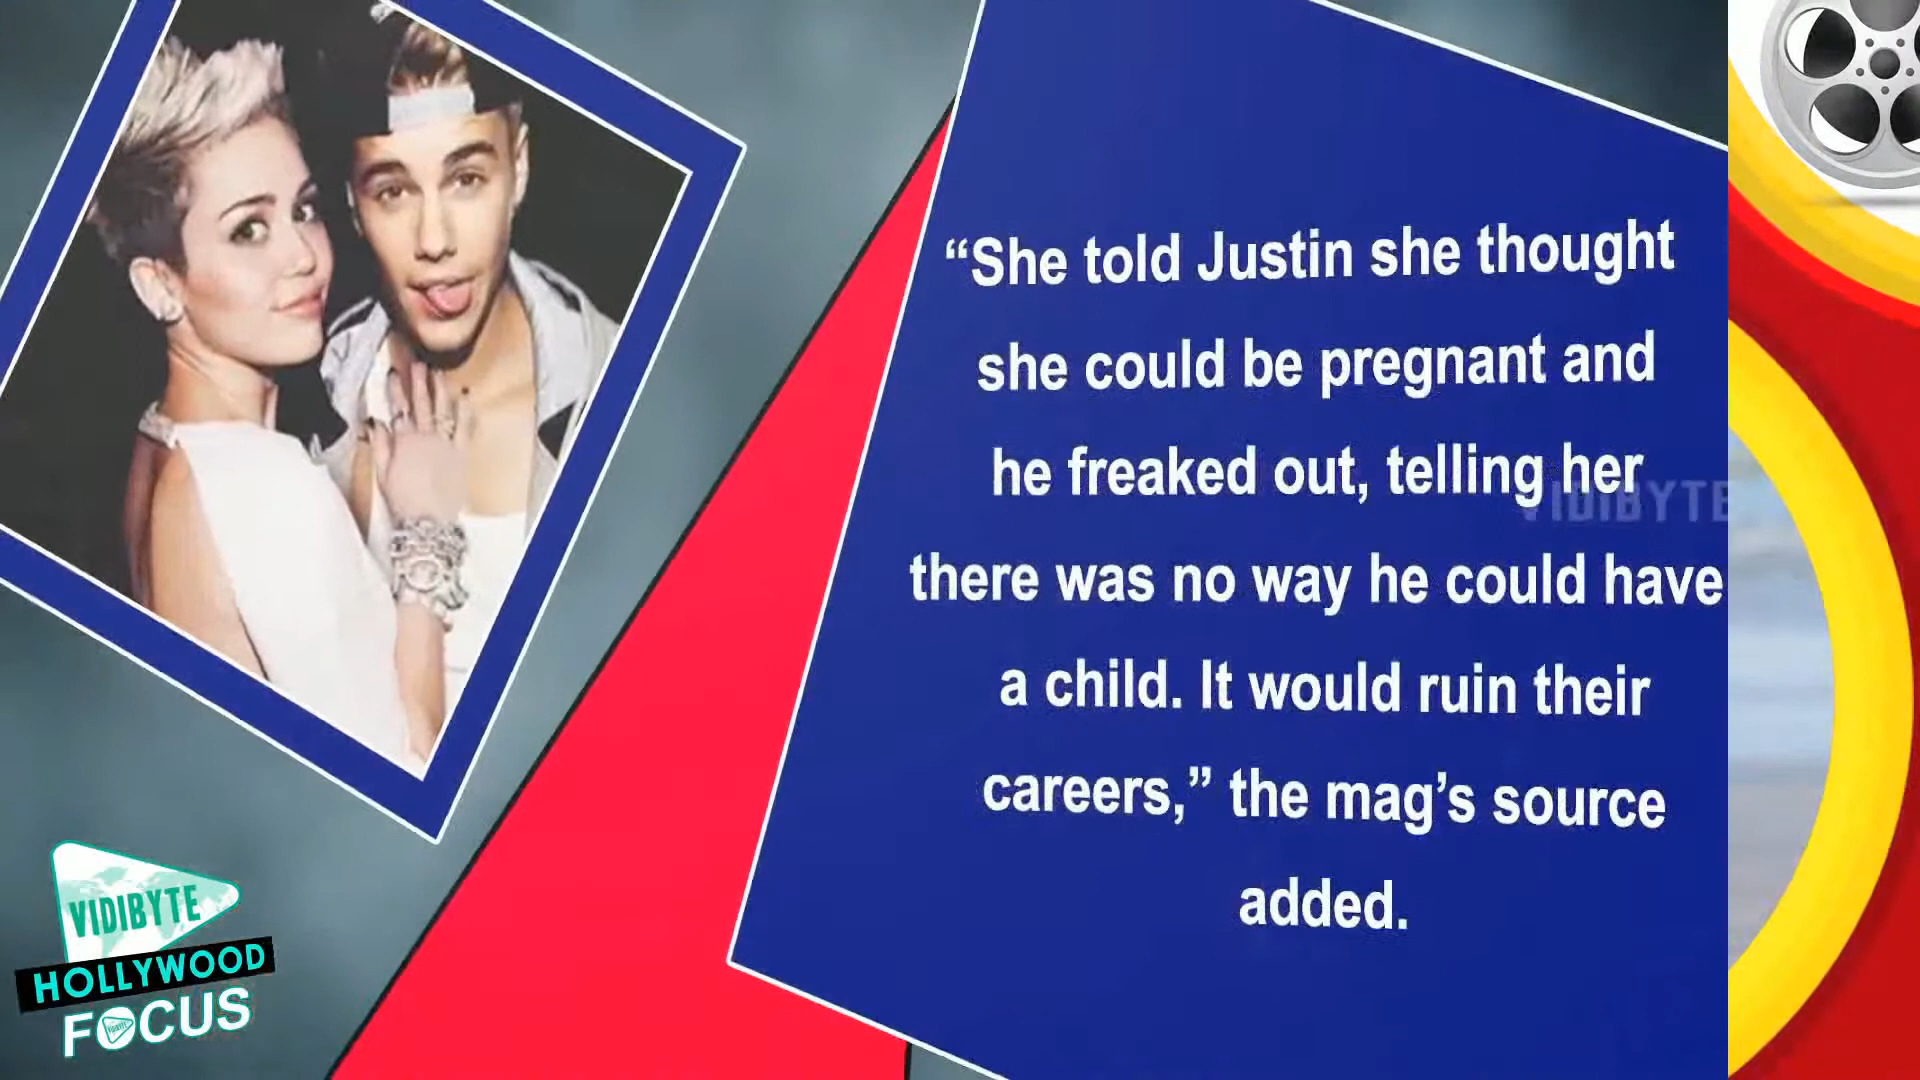 “She told Justin she thought
she could be pregnant and
he freaked out, telling her
there was no way he could have
a child. It would ruin their
careers,” the mag’s source
added.
VIDIBYTE
VIDIBYTE
HOLLYWOOD
FOCUS